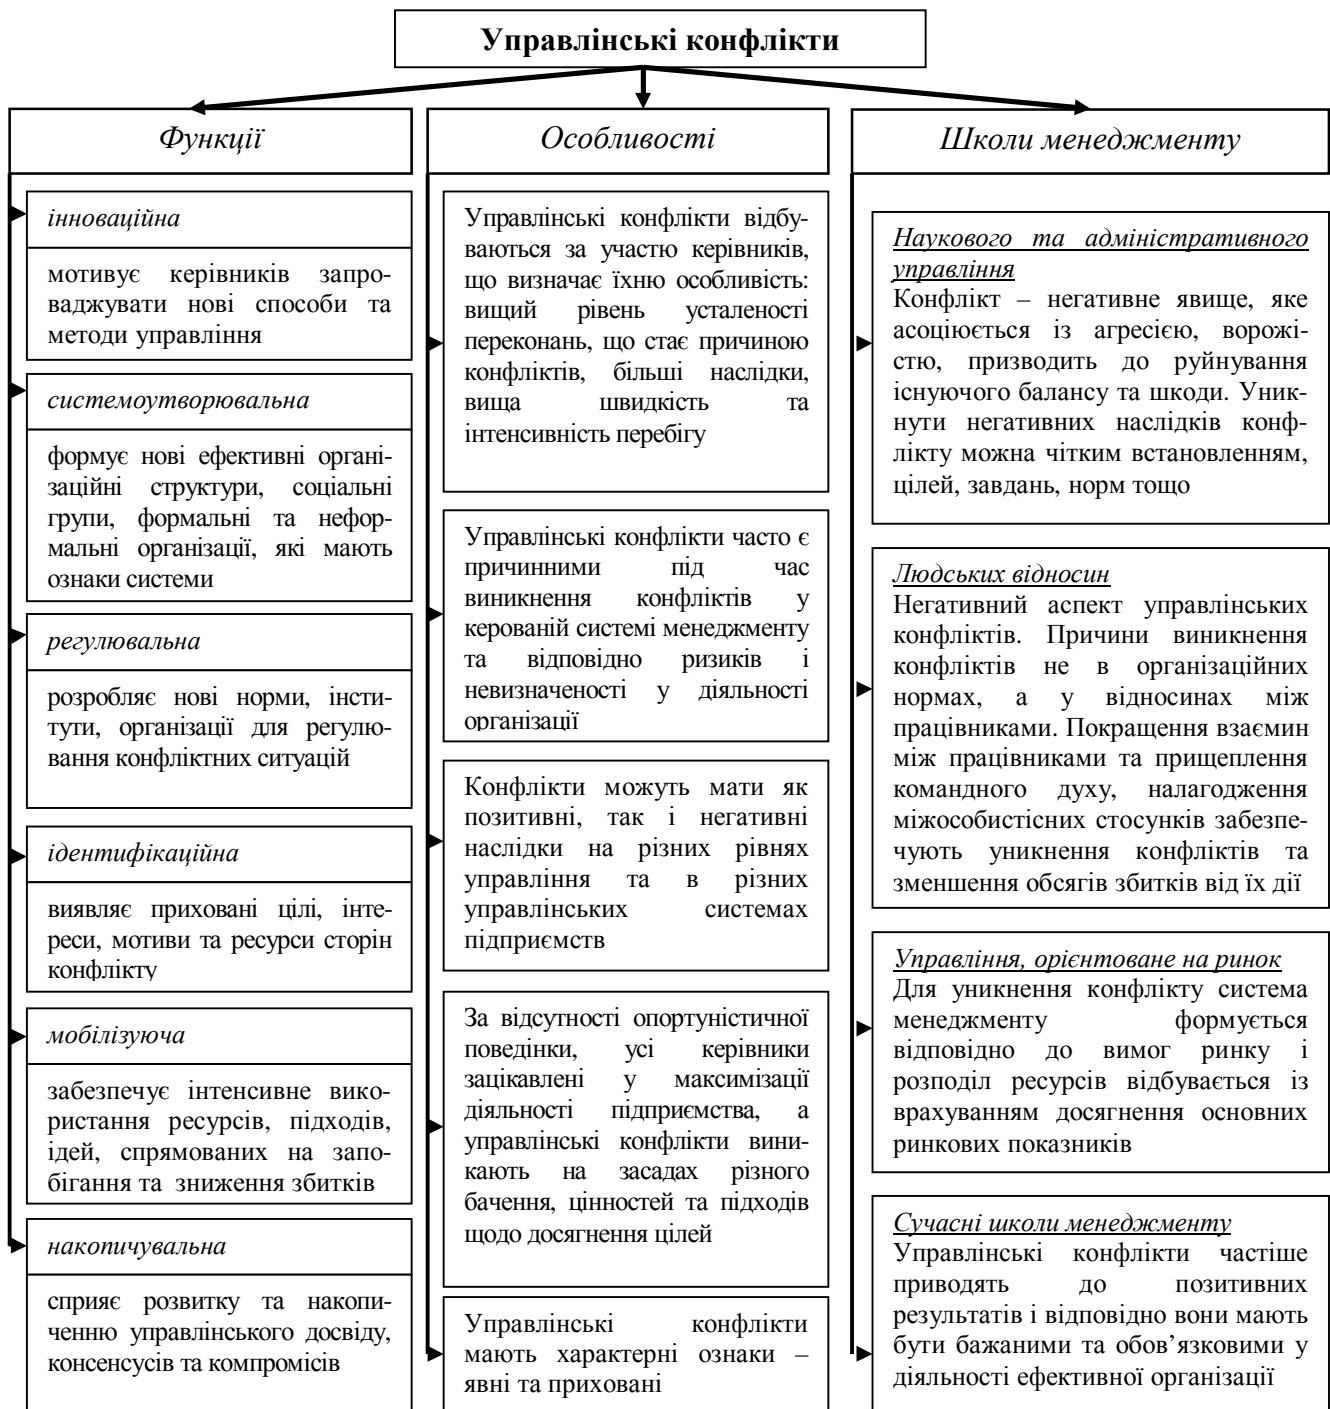 Управлінські конфлікти
Функції
інноваційна
мотивує керівників запро-
ваджувати нові способи та
методи управління
системоутворювальна
формує нові ефективні органі-
заційні структури, соціальні
групи, формальні та нефор-
мальні організації, які мають
ознаки системи
регулювальна
розробляє нові норми, інсти-
тути, організації для регулю-
вання конфліктних ситуацій
ідентифікаційна
виявляє приховані цілі, інте-
реси, мотиви та ресурси сторін
конфлікту
мобілізуюча
забезпечує інтенсивне вико-
ристання ресурсів, підходів,
ідей, спрямованих на запо-
бігання та зниження збитків
накопичувальна
сприяє розвитку та накопи-
ченню управлінського досвіду,
консенсусів та компромісів
Особливості
Управлінські конфлікти відбу-
ваються за участю керівників,
що визначає їхню особливість:
вищий рівень усталеності
переконань, що стає причиною
конфліктів, більші наслідки,
вища швидкість та
інтенсивність перебігу
Управлінські конфлікти часто є
причинними під час
виникнення конфліктів у
керованій системі менеджменту
та відповідно ризиків і
невизначеності у діяльності
організації
Конфлікти можуть мати як
позитивні, так і негативні
наслідки на різних рівнях
управління та в різних
управлінських системах
підприємств
За відсутності опортуністичної
поведінки, усі керівники
зацікавлені у максимізації
діяльності підприємства, а
управлінські конфлікти вини-
кають на засадах різного
бачення, цінностей та підходів
щодо досягнення цілей
Управлінські конфлікти
мають характерні ознаки –
явні та приховані
Школи менеджменту
Наукового та адміністративного
управління
Конфлікт – негативне явище, яке
асоціюється із агресією, ворожі-
стю, призводить до руйнування
існуючого балансу та шкоди. Уник-
нути негативних наслідків конф-
лікту можна чітким встановленням,
цілей, завдань, норм тощо
Людських відносин
Негативний аспект управлінських
конфліктів. Причини виникнення
конфліктів не в організаційних
нормах, а у відносинах між
працівниками. Покращення взаємин
між працівниками та прищеплення
командного духу, налагодження
міжособистісних стосунків забезпе-
чують уникнення конфліктів та
зменшення обсягів збитків від їх дії
Управління, орієнтоване на ринок
Для уникнення конфлікту система
менеджменту формується
відповідно до вимог ринку і
розподіл ресурсів відбувається із
врахуванням досягнення основних
ринкових показників
Сучасні школи менеджменту
Управлінські конфлікти частіше
приводять до позитивних
результатів і відповідно вони мають
бути бажаними та обов’язковими у
діяльності ефективної організації